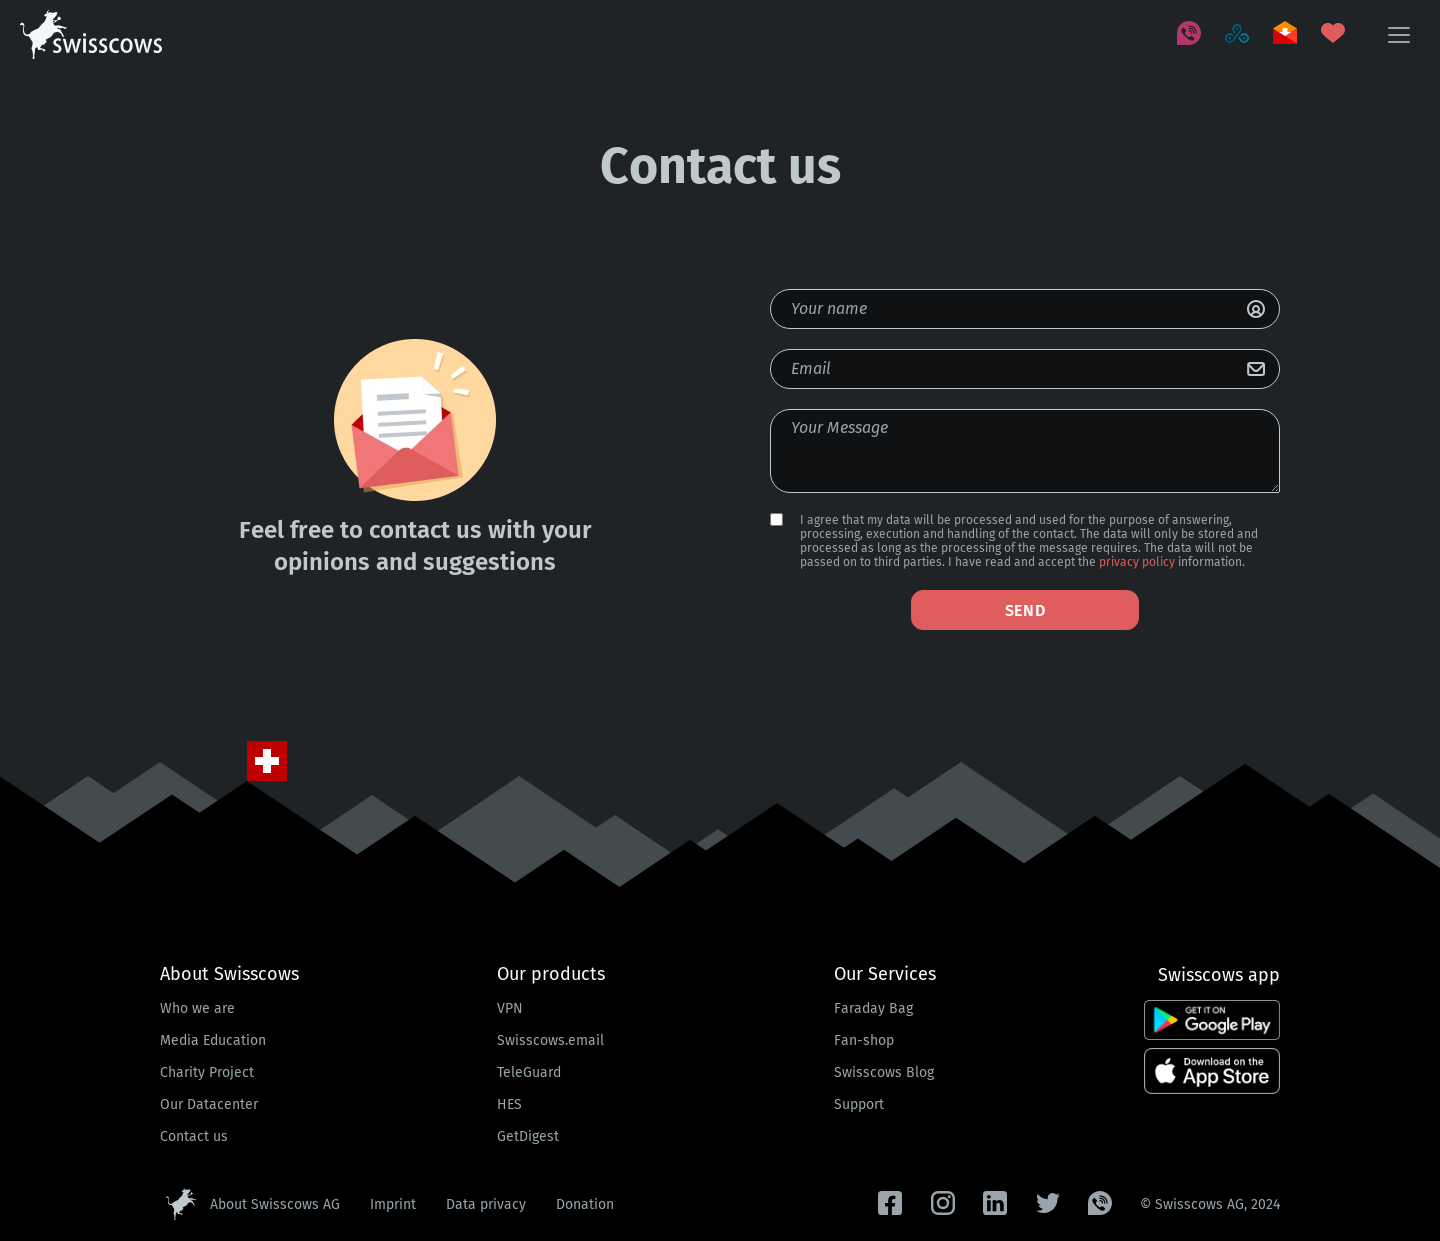 swisscows
Contact us
Your name
Email
Your Message
Feel free to contact us with your
opinions and suggestions
I agree that my data will be processed and used for the purpose of answering,
processing, execution and handling of the contact. The data will only be stored and
processed as long as the processing of the message requires. The data will not be
passed on to third parties. I have read and accept the privacy policy information.
SEND
About Swisscows
Who we are
Media Education
Charity Project
Our Datacenter
Contact us
Our products
VPN
Swisscows.email
TeleGuard
HES
GetDigest
Our Services
Faraday Bag
Fan-shop
Swisscows Blog
Support
Swisscows app
GET IT ON
Google Play
Download on the
App Store
About Swisscows AG
Imprint
Data privacy
Donation
© Swisscows AG, 2024